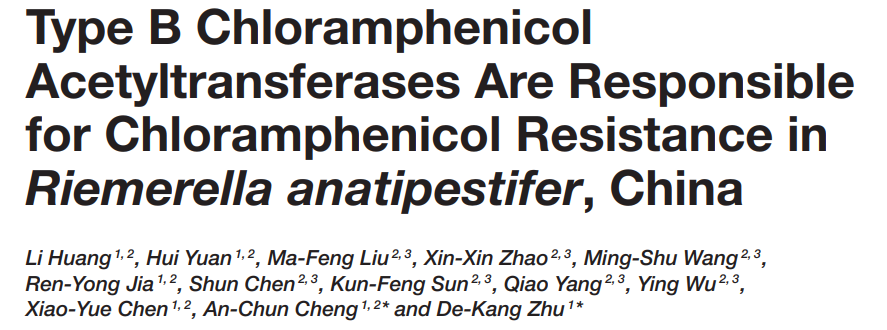 Type B Chloramphenicol
Acetyltransferases Are Responsible
for Chloramphenicol Resistance in
Riemerella anatipestifer, China
Li Huang 1, 2, Hui Yuan 1, 2, Ma-Feng Liu 2, 3, Xin-Xin Zhao 2, 3, Ming-Shu Wang 2, 3,
Ren-Yong Jia 1, 2, Shun Chen 2, 3, Kun-Feng Sun 2, 3, Qiao Yang 2, 3, Ying Wu 2, 3,
Xiao-Yue Chen 1, 2, An-Chun Cheng 1, 2* and De-Kang Zhu 1*